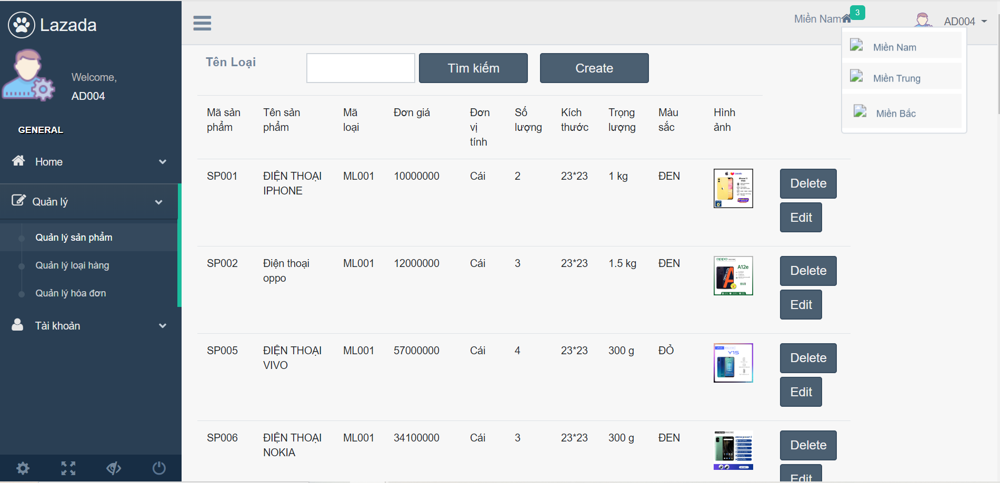 Lazada
Miền Nam
3
AD004
Miền Nam
Miền Trung
Miền Bắc
Welcome,
AD004
GENERAL
Home
Quản lý
Quản lý sản phẩm
Quản lý loại hàng
Quản lý hóa đơn
Tài khoản
Tên Loại
Tìm kiếm
Create
Mã sản
phẩm
Tên sản
phẩm
Mã
loại
Đơn giá
Đơn
vị
tính
Số
lượng
Kích
thước
Trọng
lượng
Màu
sắc
Hình
ảnh
SP001
ĐIỆN THOẠI
IPHONE
ML001
10000000
Cái
2
23*23
1 kg
ĐEN
Delete
Edit
SP002
Điện thoại
oppo
ML001
12000000
Cái
3
23*23
1.5 kg
ĐEN
oppo
A12e
Delete
Edit
SP005
ĐIỆN THOẠI
VIVO
ML001
57000000
Cái
4
23*23
300 g
ĐỎ
Y15
Delete
Edit
SP006
ĐIỆN THOẠI
NOKIA
ML001
34100000
Cái
3
23*23
300 g
ĐEN
Delete
Edit